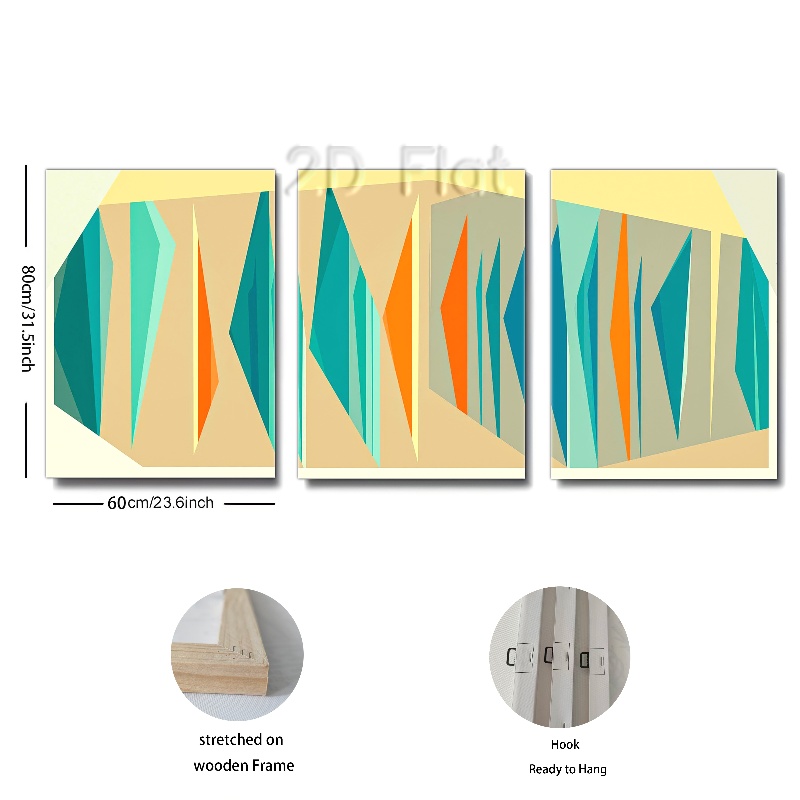 2D Flat
80cm/31.5inch
60cm/23.6inch
stretched on
wooden Frame
Hook
Ready to Hang